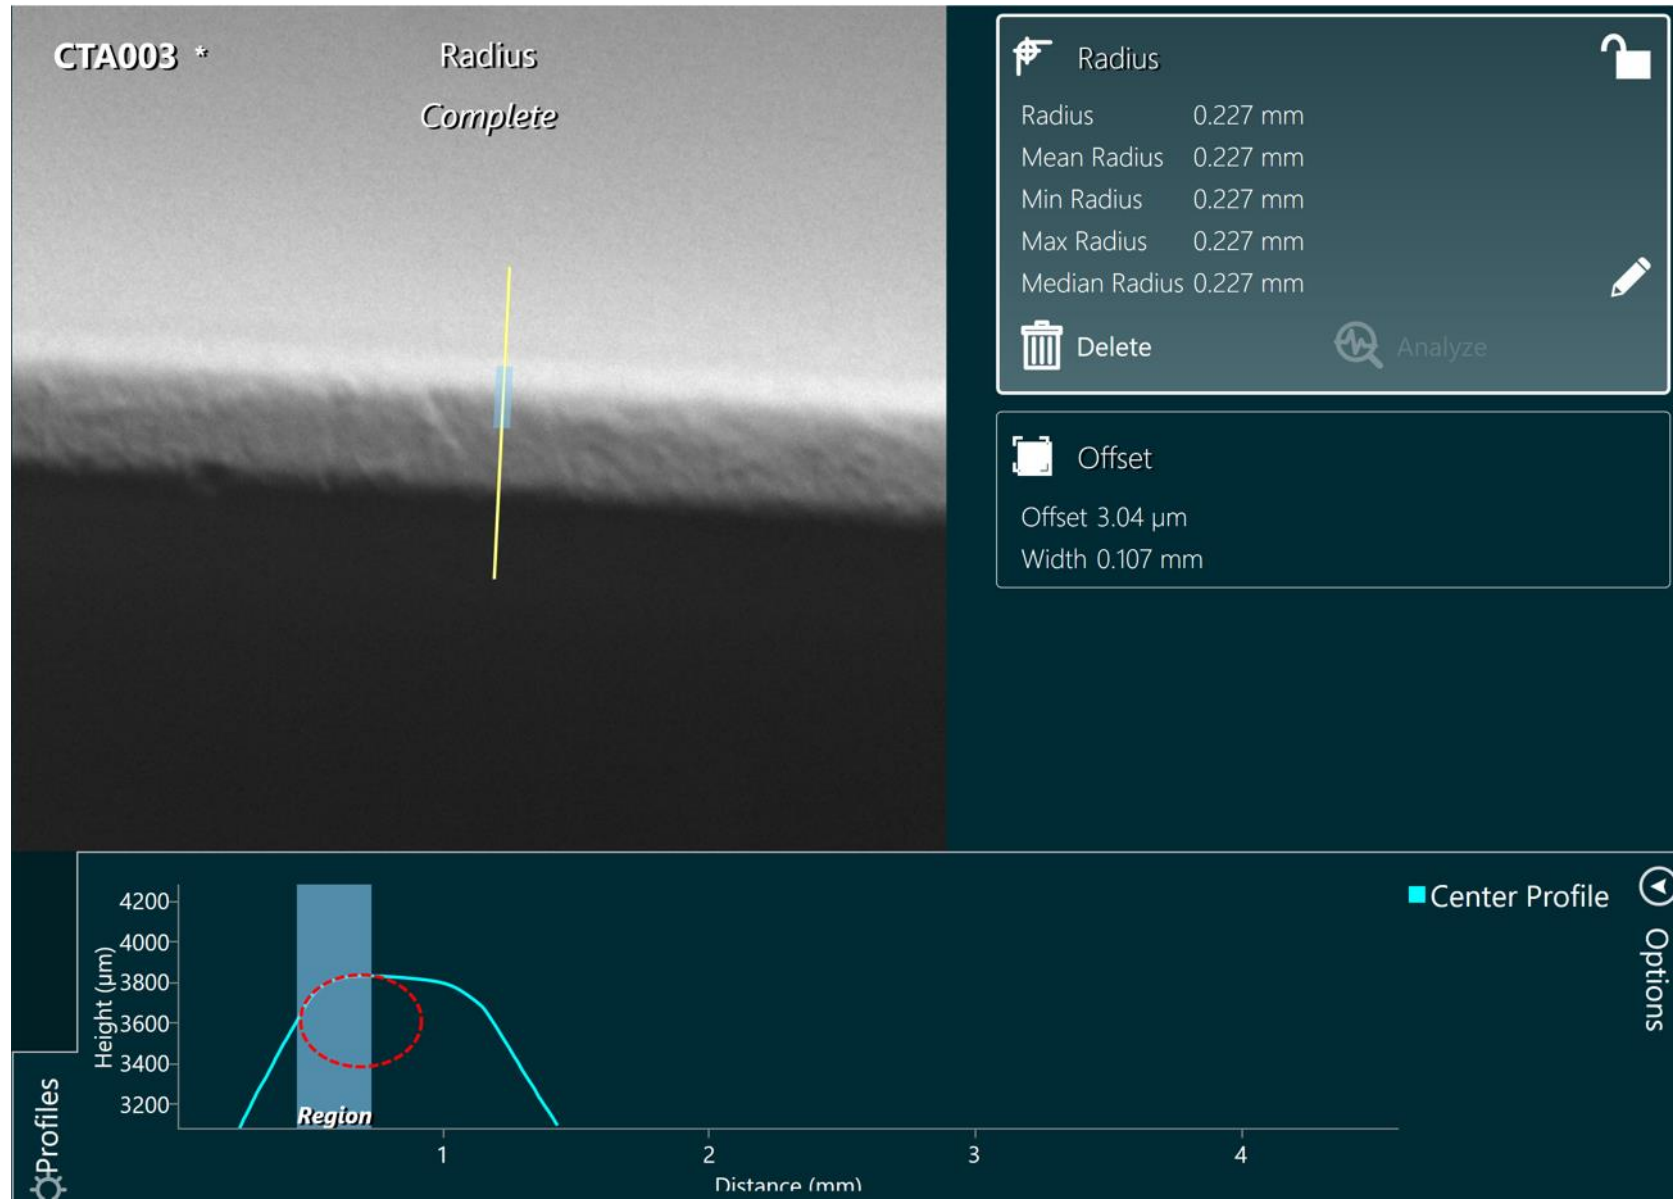 CTA003 *
Radius
Complete
Radius
Radius 0.227 mm
Mean Radius 0.227 mm
Min Radius 0.227 mm
Max Radius 0.227 mm
Median Radius 0.227 mm
Delete
Analyze
Offset
Offset 3.04 µm
Width 0.107 mm
Center Profile
Options
Profiles
Height (µm)
4200
4000
3800
3600
3400
3200
Region
1 2 3 4
Distance (mm)